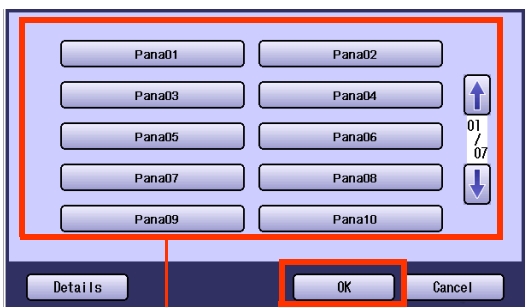 Pana01 Pana02
Pana03 Pana04
01
/
07
Pana05 Pana06
Pana07 Pana08
Pana09 Pana10
Details OK Cancel